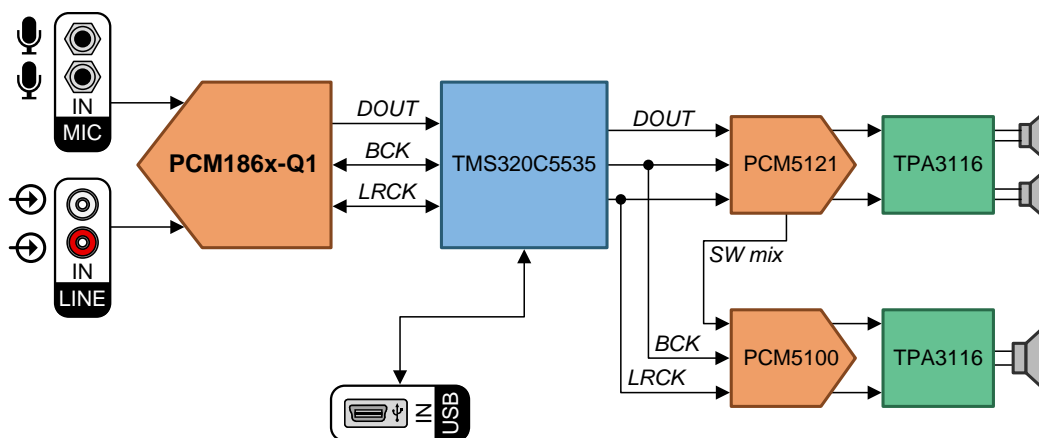 IN
MIC
IN
LINE
PCM186x-Q1
DOUT
BCK
LRCK
TMS320C5535
IN
USB
DOUT
PCM5121
TPA3116
SW mix
BCK
LRCK
PCM5100
TPA3116